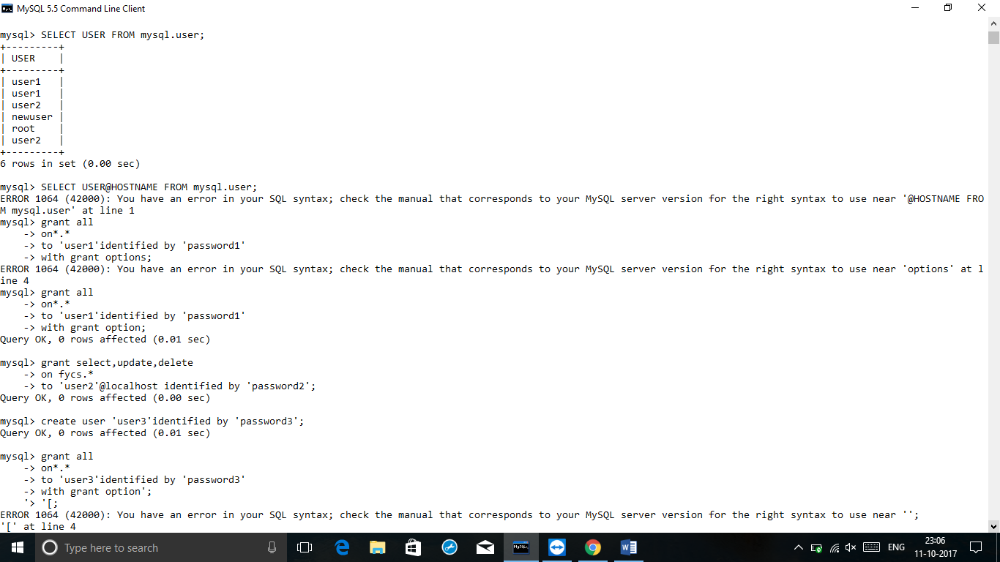 MySQL 5.5 Command Line Client
mysql> SELECT USER FROM mysql.user;
+---------+
| USER    |
+---------+
| user1   |
| user1   |
| user2   |
| newuser |
| root    |
| user2   |
+---------+
6 rows in set (0.00 sec)
mysql> SELECT USER@HOSTNAME FROM mysql.user;
ERROR 1064 (42000): You have an error in your SQL syntax; check the manual that corresponds to your MySQL server version for the right syntax to use near '@HOSTNAME FRO
M mysql.user' at line 1
mysql> grant all
    -> on*.*
    -> to 'user1'identified by 'password1'
    -> with grant options;
ERROR 1064 (42000): You have an error in your SQL syntax; check the manual that corresponds to your MySQL server version for the right syntax to use near 'options' at l
ine 4
mysql> grant all
    -> on*.*
    -> to 'user1'identified by 'password1'
    -> with grant option;
Query OK, 0 rows affected (0.01 sec)
mysql> grant select,update,delete
    -> on fycs.*
    -> to 'user2'@localhost identified by 'password2';
Query OK, 0 rows affected (0.00 sec)
mysql> create user 'user3'identified by 'password3';
Query OK, 0 rows affected (0.01 sec)
mysql> grant all
    -> on*.*
    -> to 'user3'identified by 'password3'
    -> with grant option';
    '> '[;
ERROR 1064 (42000): You have an error in your SQL syntax; check the manual that corresponds to your MySQL server version for the right syntax to use near '';
'[' at line 4
Type here to search
ENG
23:06
11-10-2017